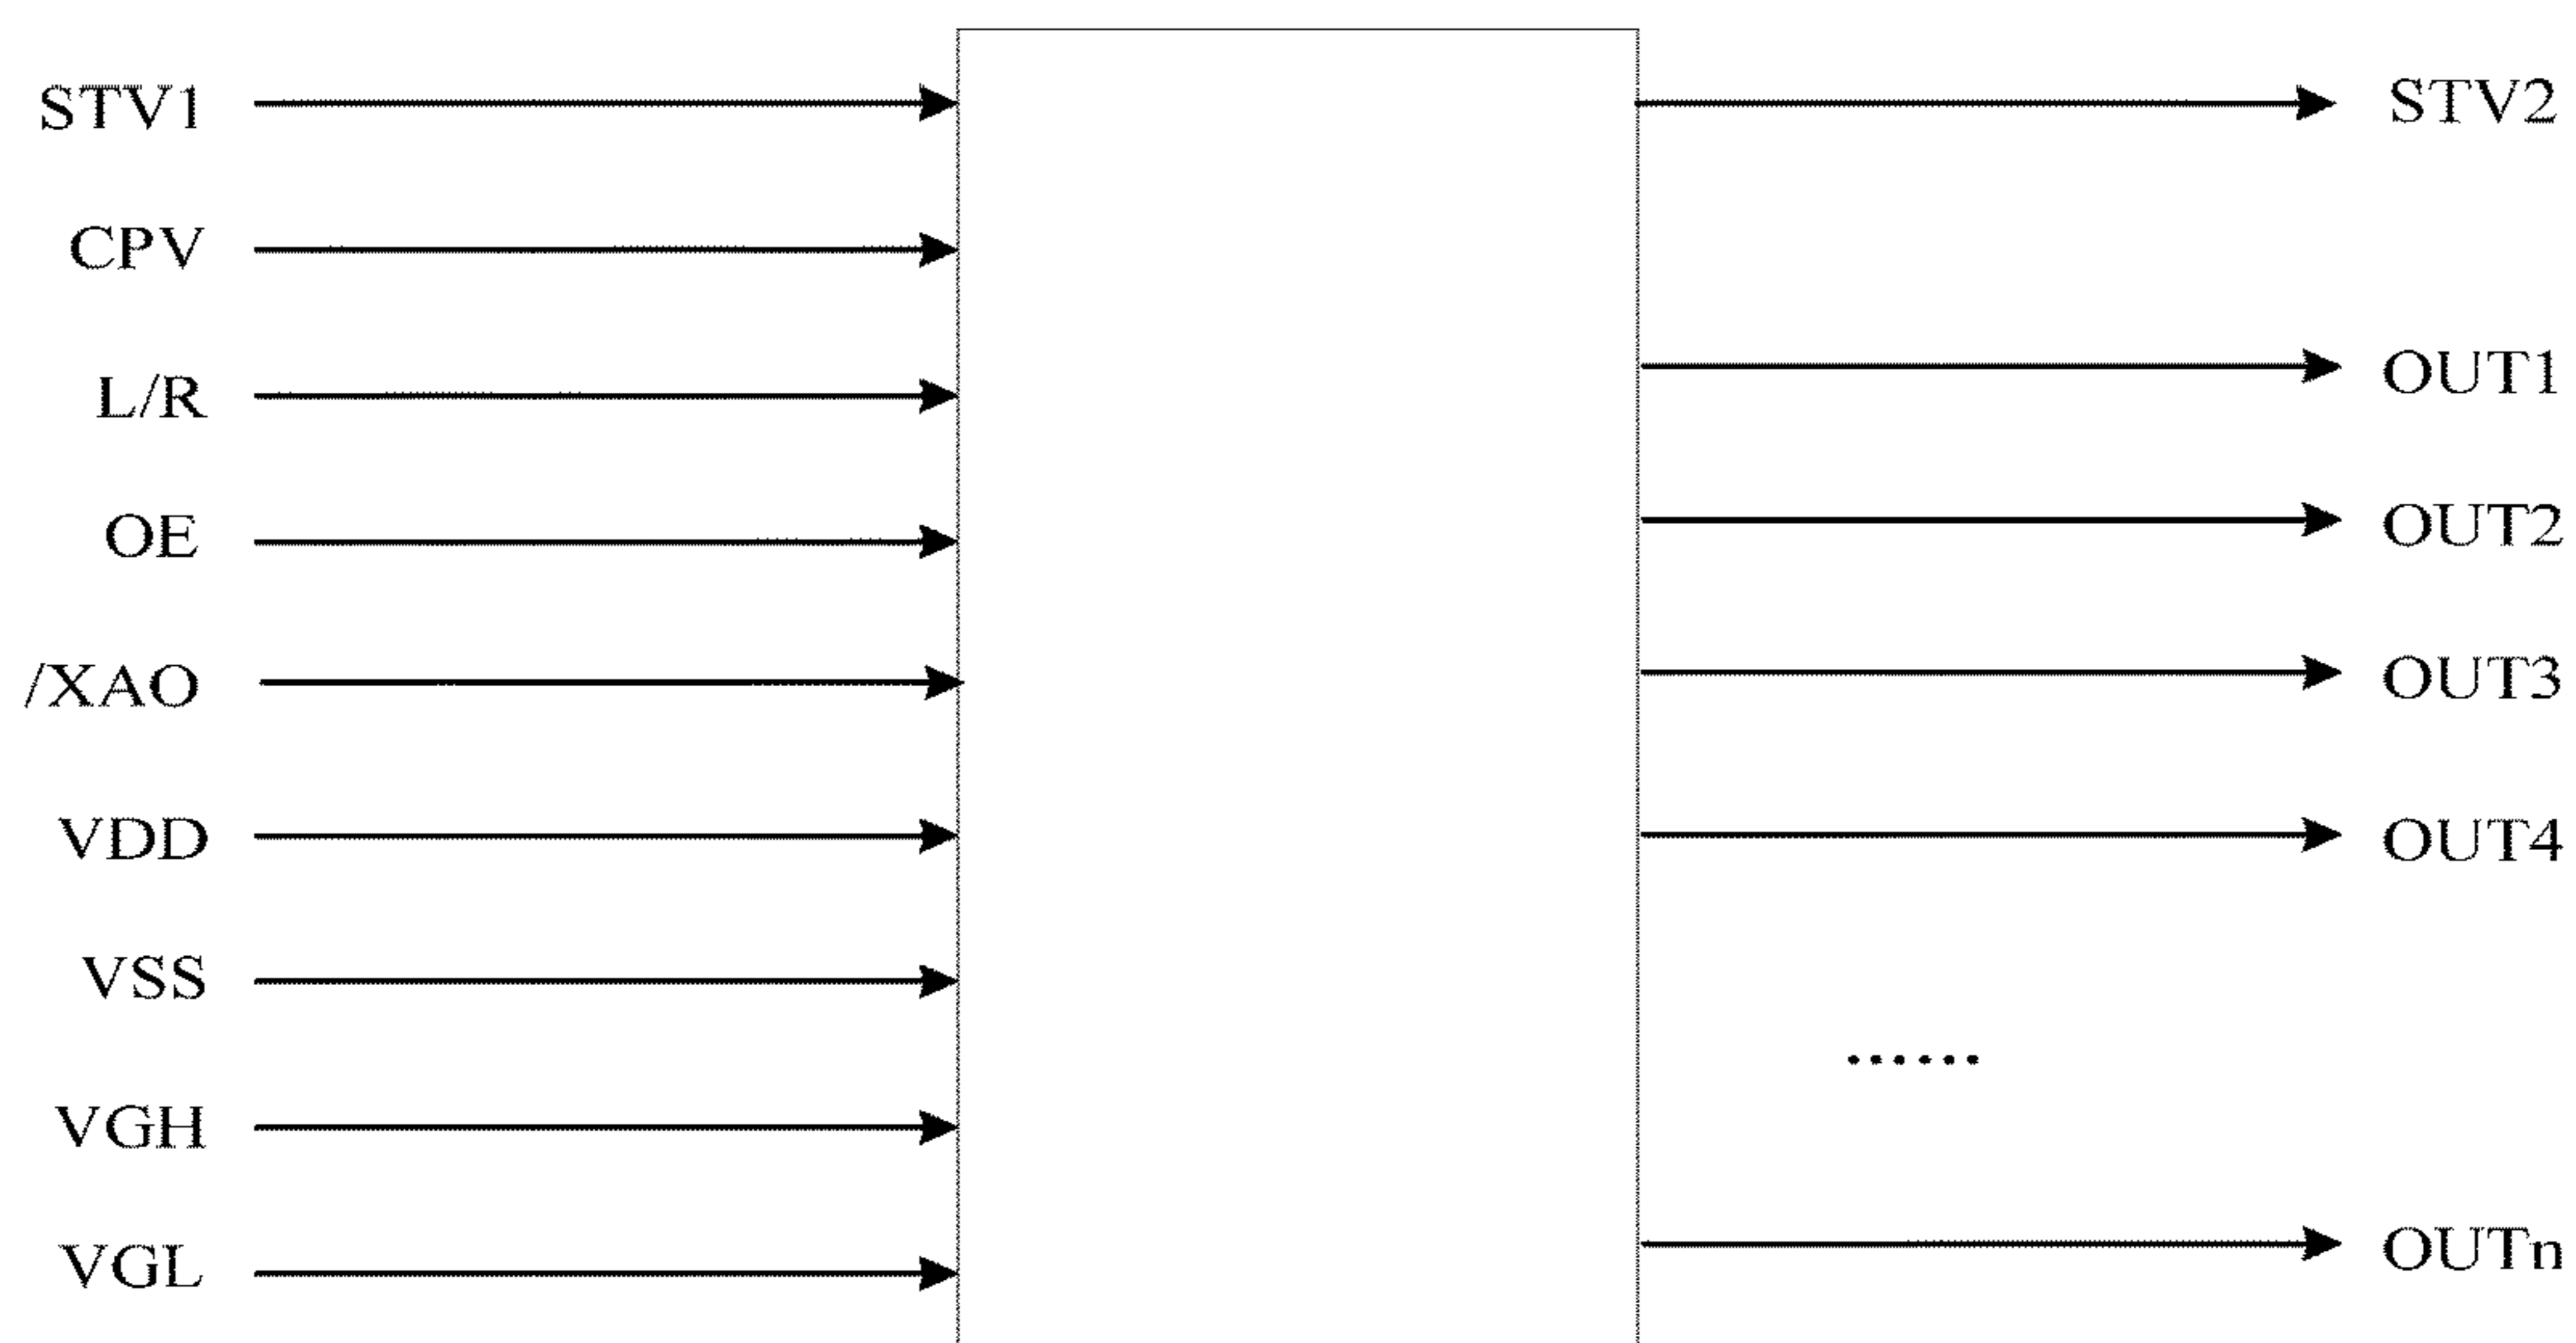 STV1
STV2
CPV
L/R
OUT1
OE
OUT2
/XAO
OUT3
VDD
OUT4
VSS
......
VGH
VGL
OUTn